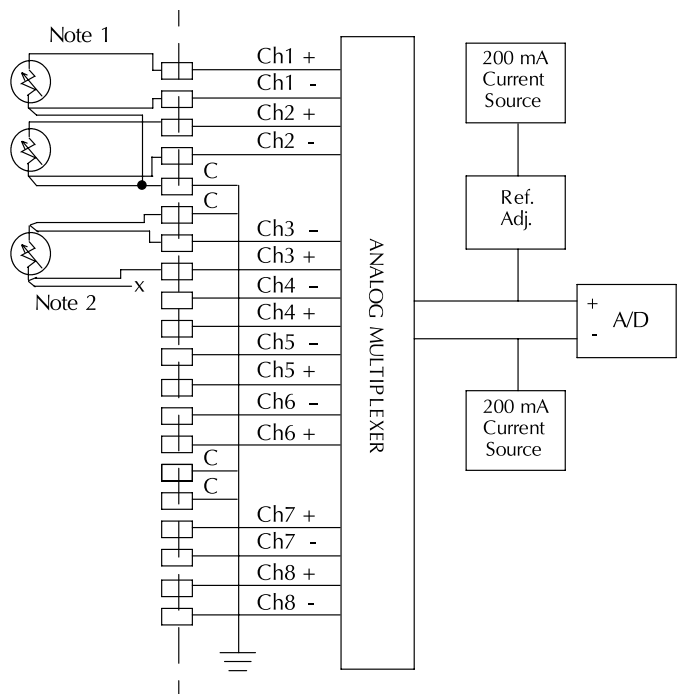 Note 1
Ch1 +
Ch1 -
Ch2 +
Ch2 -
C
C
Ch3 –
Ch3 +
Note 2
x
Ch4 –
Ch4 +
Ch5 –
Ch5 +
Ch6 –
Ch6 +
C
C
Ch7 +
Ch7 -
Ch8 +
Ch8 -
ANALOG MULTIPLEXER
200 mA
Current
Source
Ref.
Adj.
+
-
A/D
200 mA
Current
Source